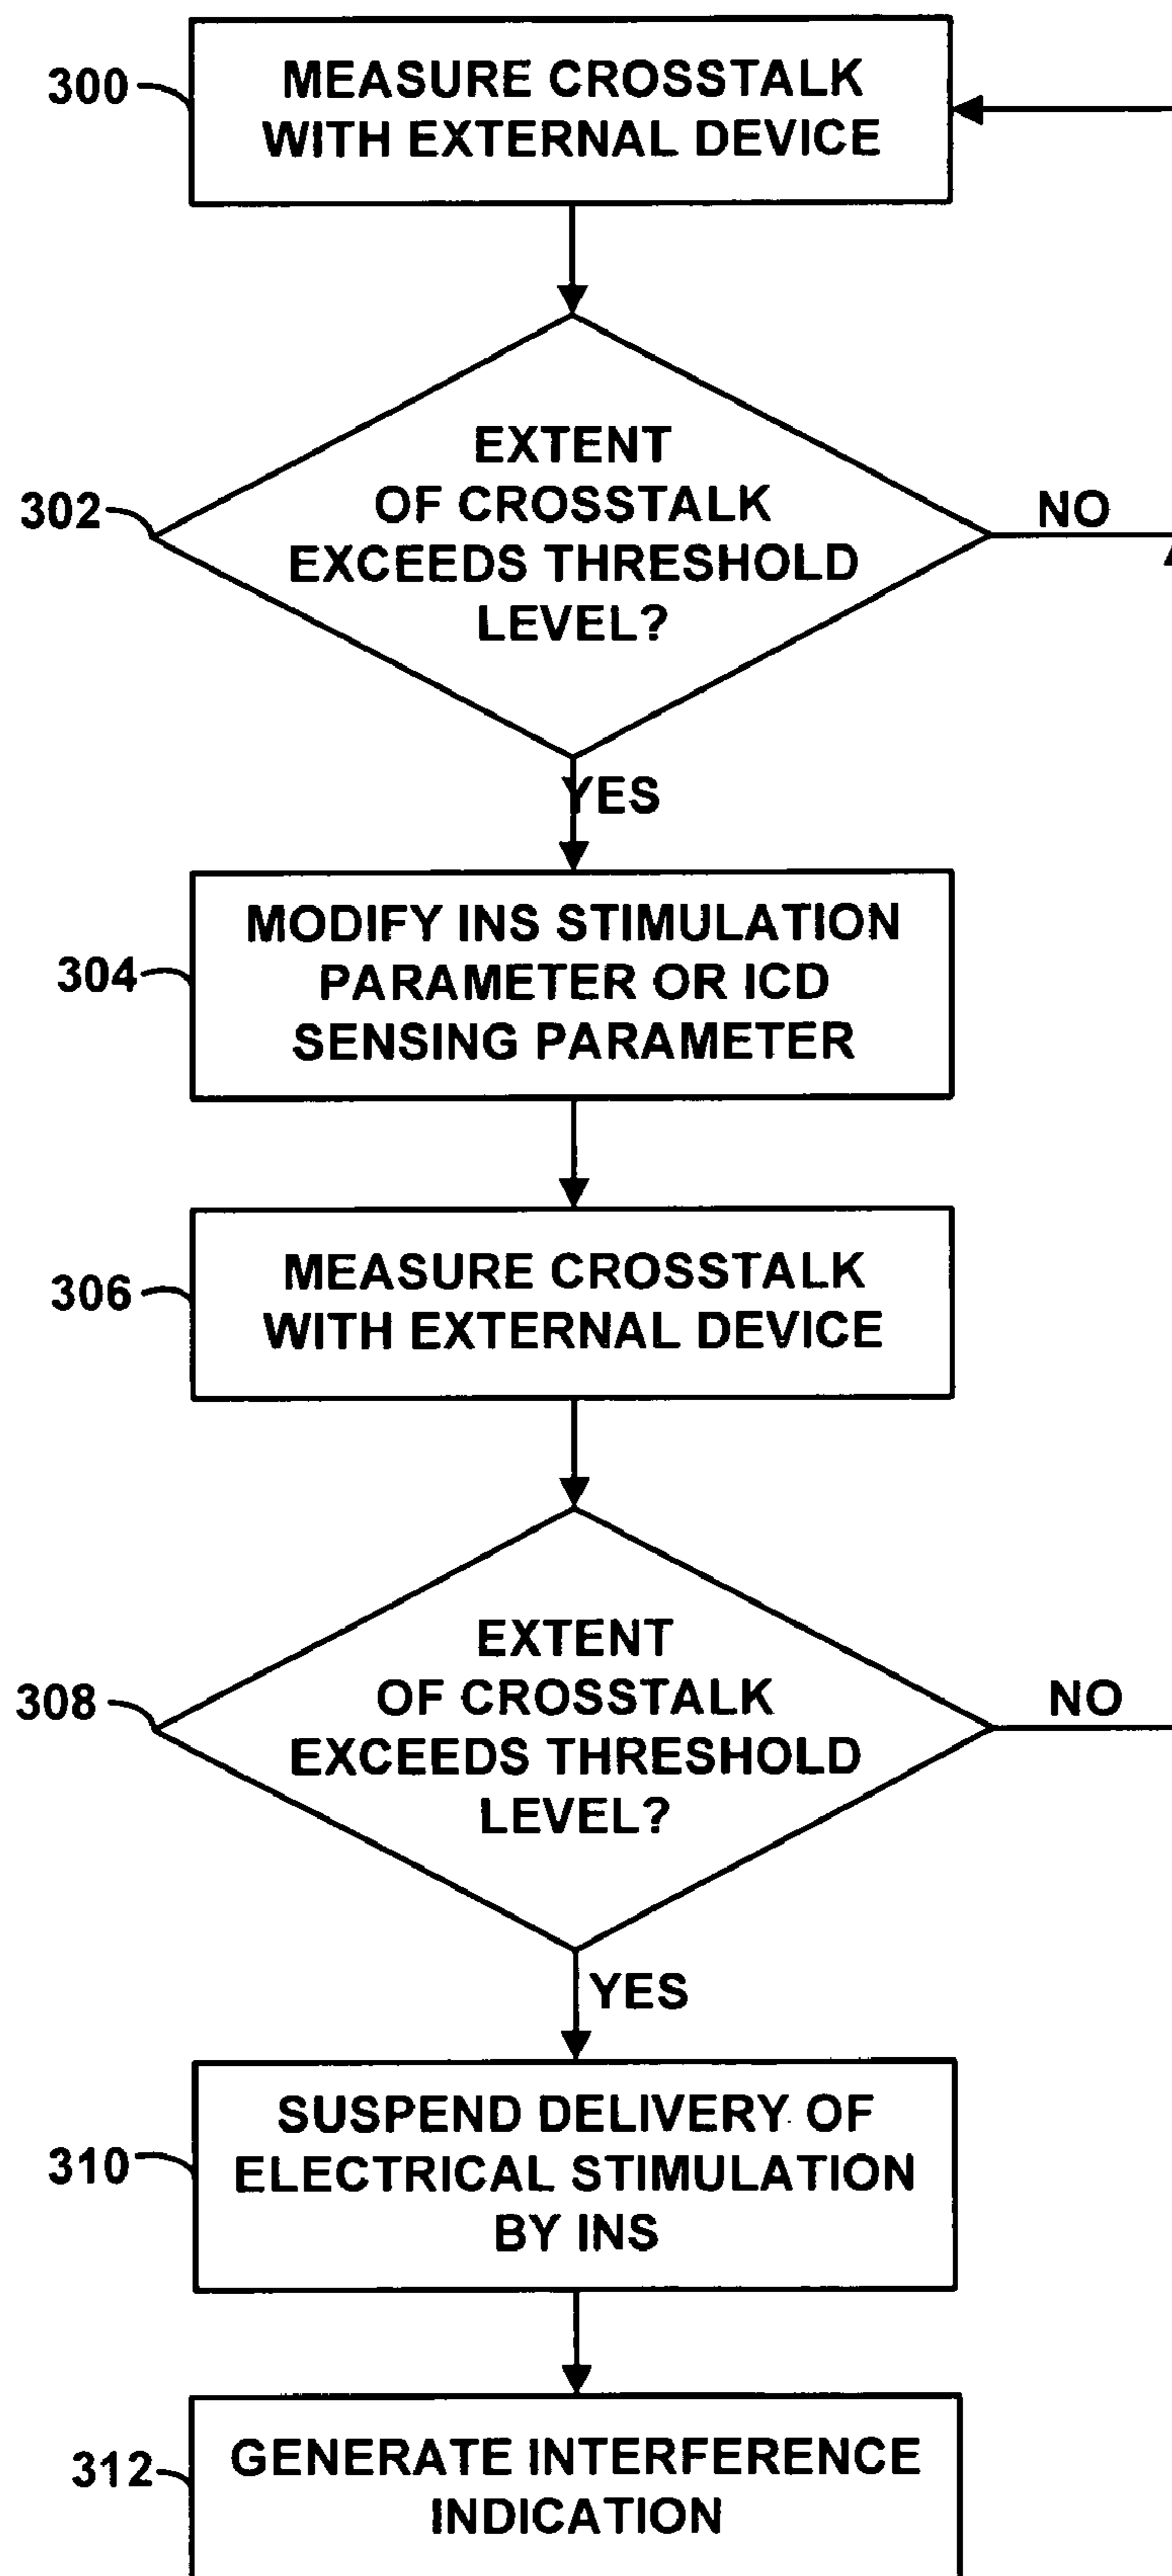 300
MEASURE CROSSTALK
WITH EXTERNAL DEVICE
302
EXTENT
OF CROSSTALK
EXCEEDS THRESHOLD
LEVEL?
NO
YES
304
MODIFY INS STIMULATION
PARAMETER OR ICD
SENSING PARAMETER
306
MEASURE CROSSTALK
WITH EXTERNAL DEVICE
308
EXTENT
OF CROSSTALK
EXCEEDS THRESHOLD
LEVEL?
NO
YES
310
SUSPEND DELIVERY OF
ELECTRICAL STIMULATION
BY INS
312
GENERATE INTERFERENCE
INDICATION